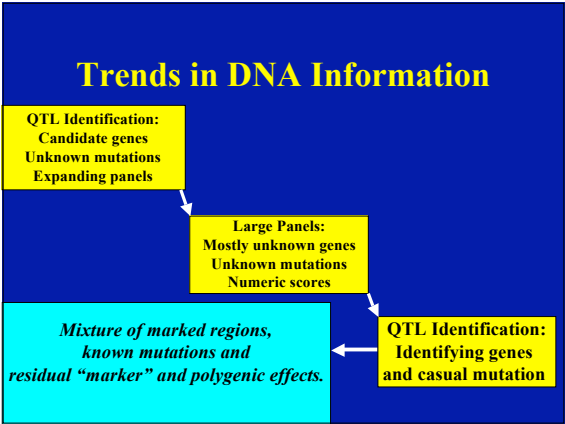 Trends in DNA Information
QTL Identification:
Candidate genes
Unknown mutations
Expanding panels
Large Panels:
Mostly unknown genes
Unknown mutations
Numeric scores
QTL Identification:
Identifying genes
and casual mutation
Mixture of marked regions,
known mutations and
residual “marker” and polygenic effects.